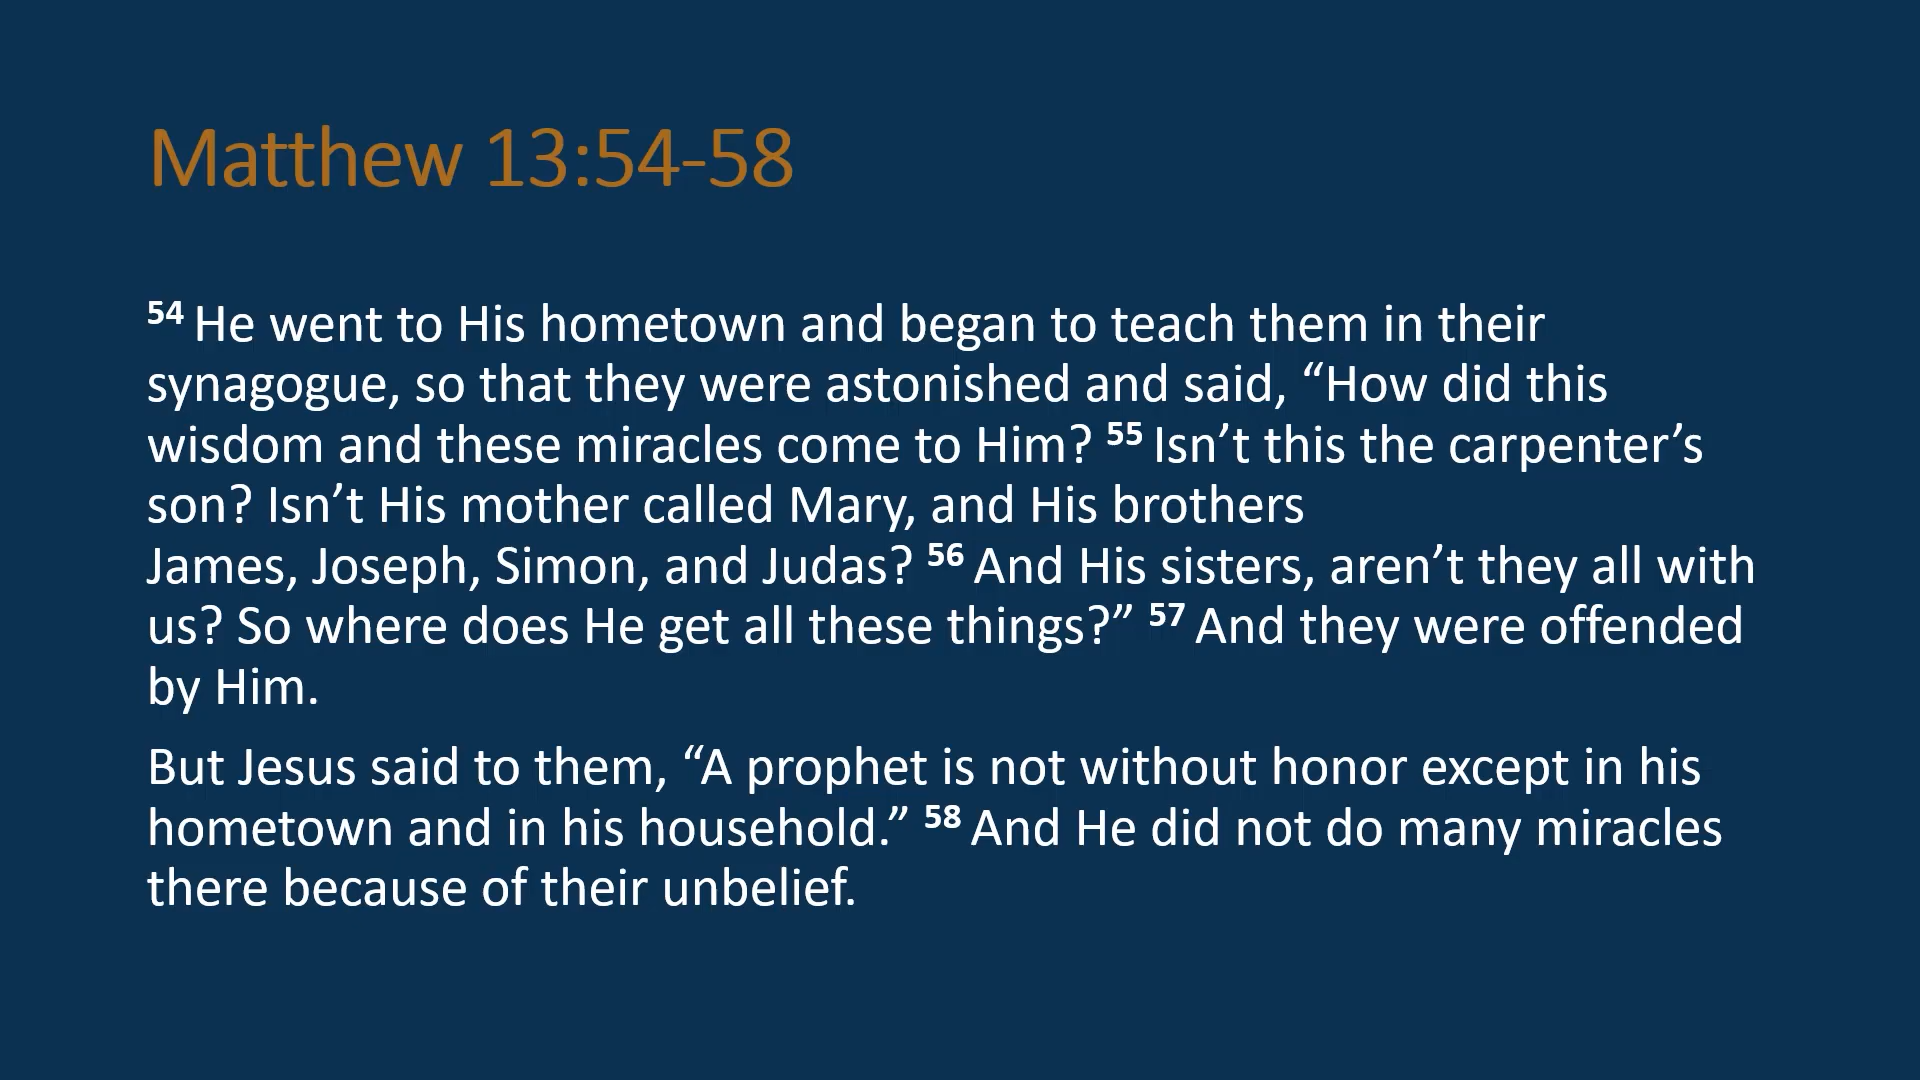 Matthew 13:54-58
54 He went to His hometown and began to teach them in their
synagogue, so that they were astonished and said, “How did this
wisdom and these miracles come to Him? 55 Isn’t this the carpenter’s
son? Isn’t His mother called Mary, and His brothers
James, Joseph, Simon, and Judas? 56 And His sisters, aren’t they all with
us? So where does He get all these things?” 57 And they were offended
by Him.
But Jesus said to them, “A prophet is not without honor except in his
hometown and in his household.” 58 And He did not do many miracles
there because of their unbelief.